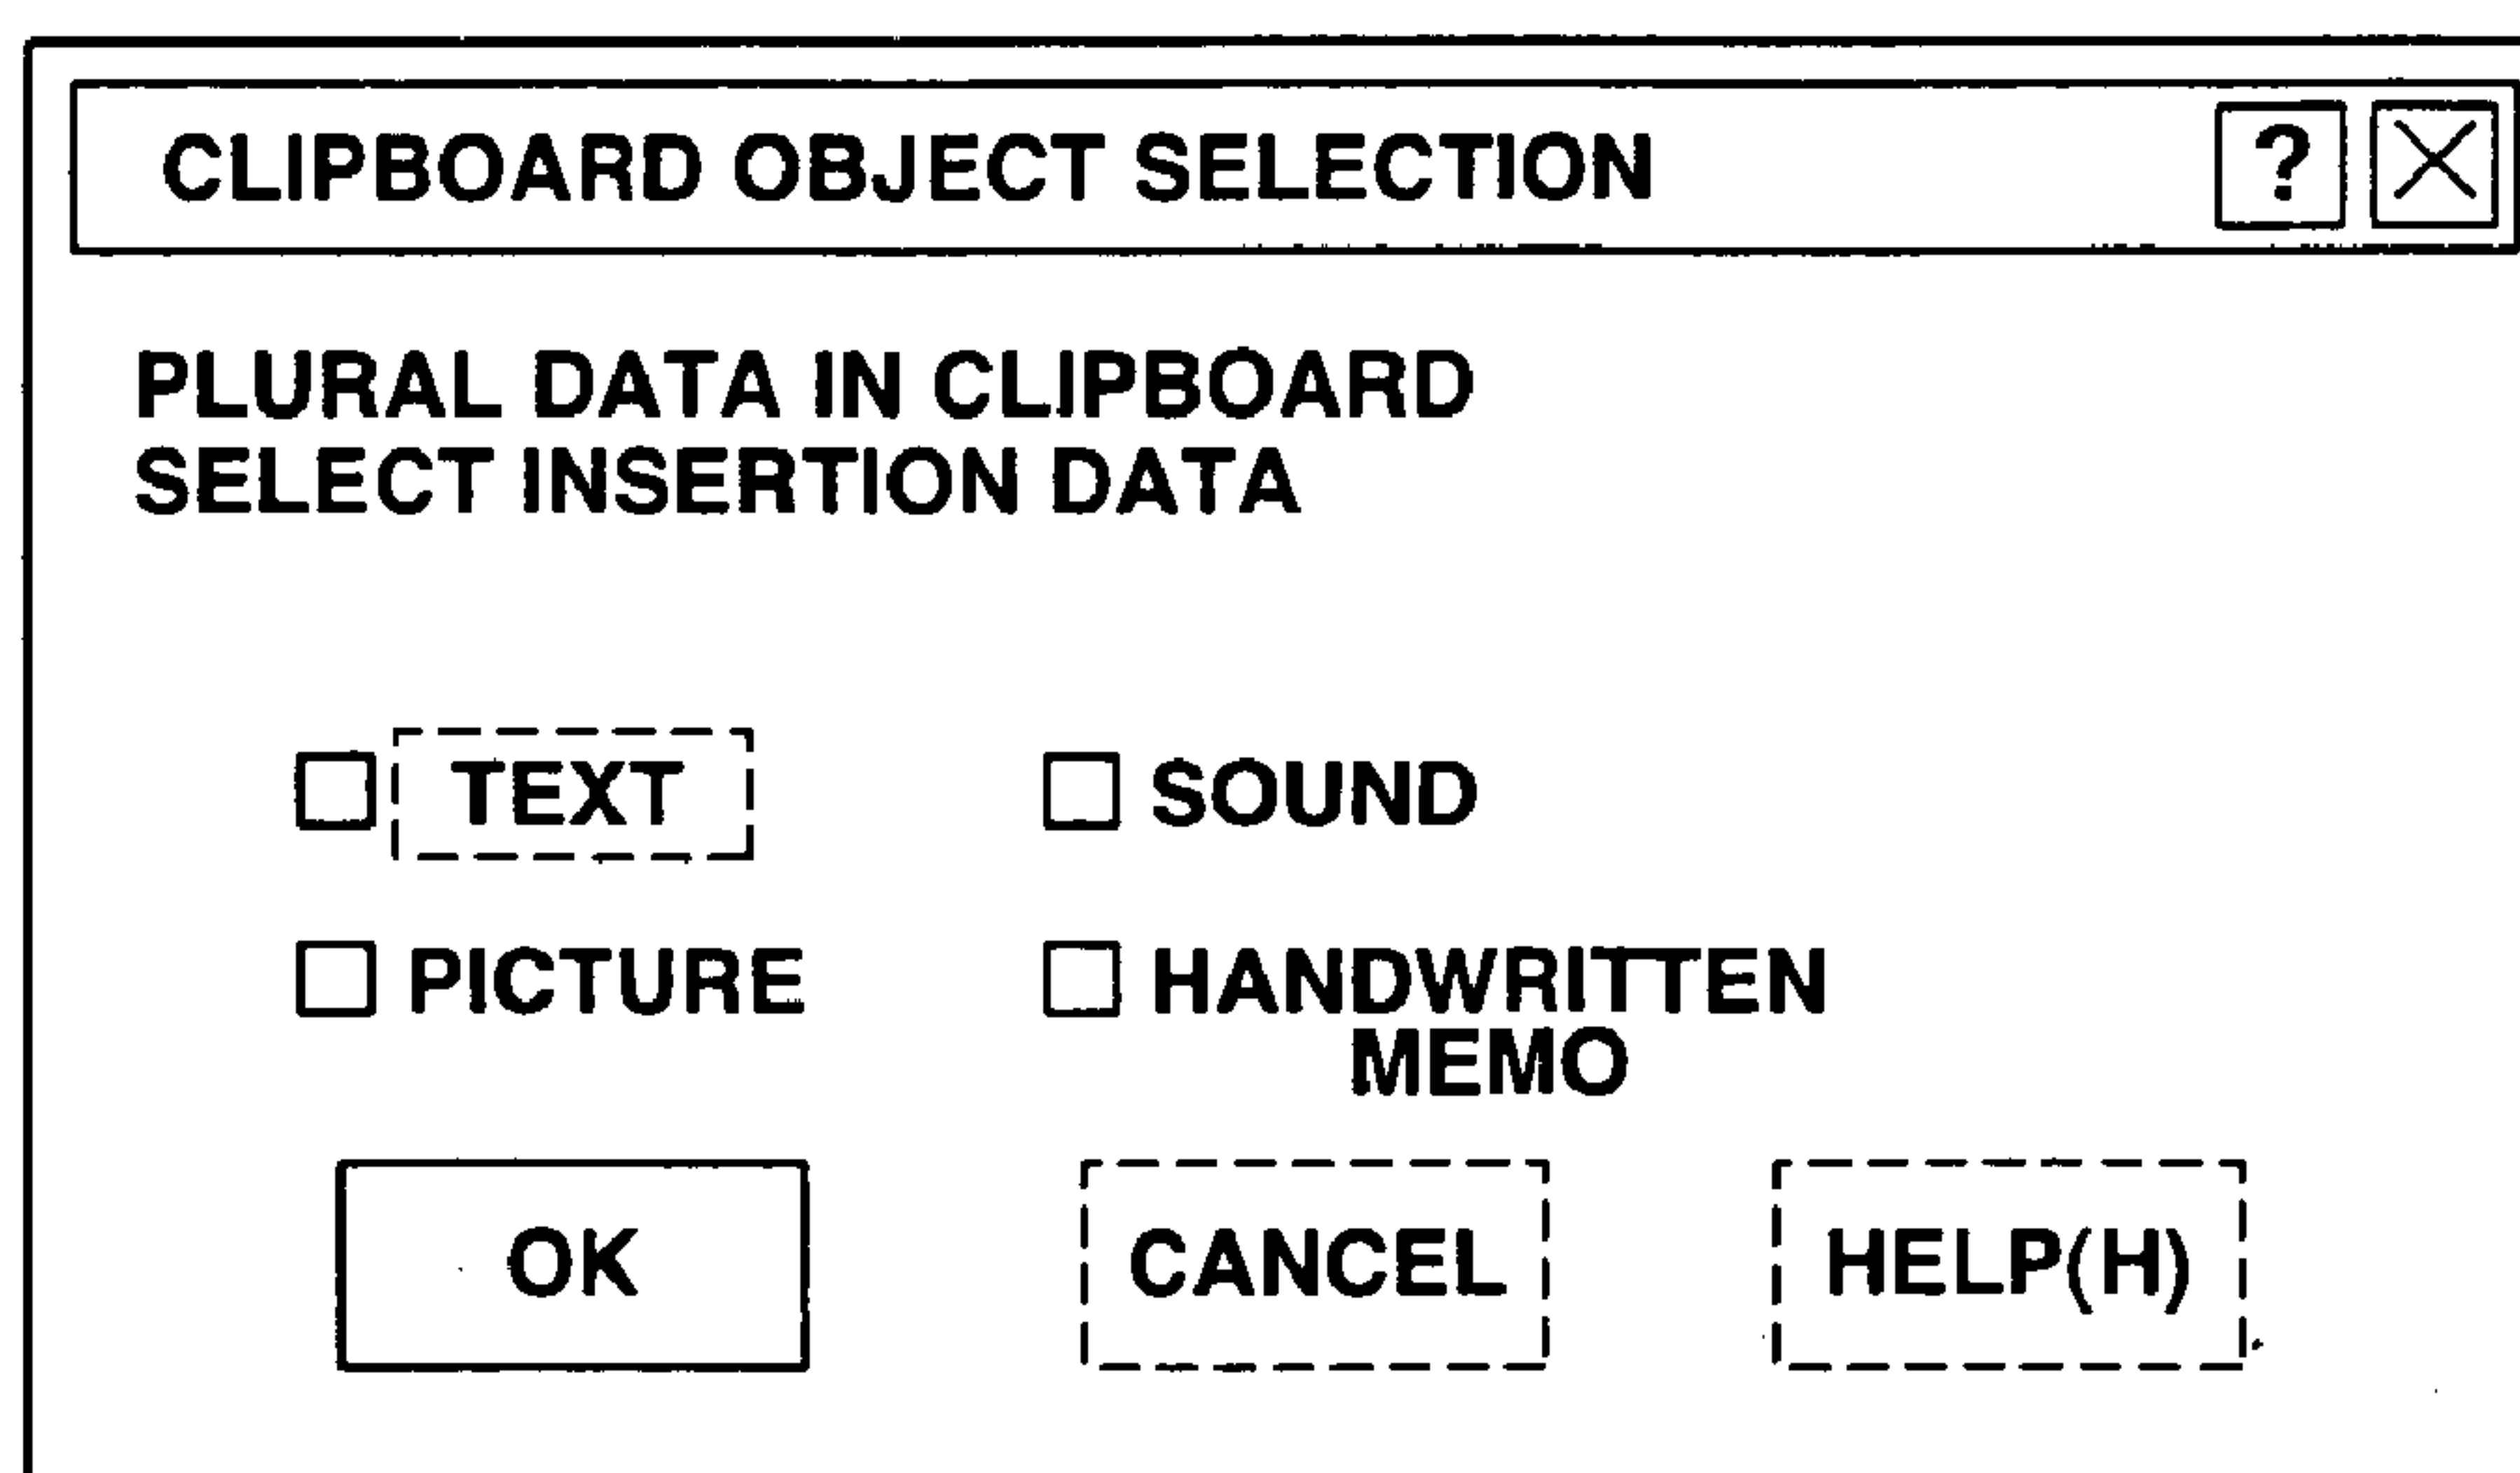 CLIPBOARD OBJECT SELECTION ? X
PLURAL DATA IN CLIPBOARD
SELECT INSERTION DATA
TEXT SOUND
PICTURE HANDWRITTEN
MEMO
OK CANCEL HELP(H)